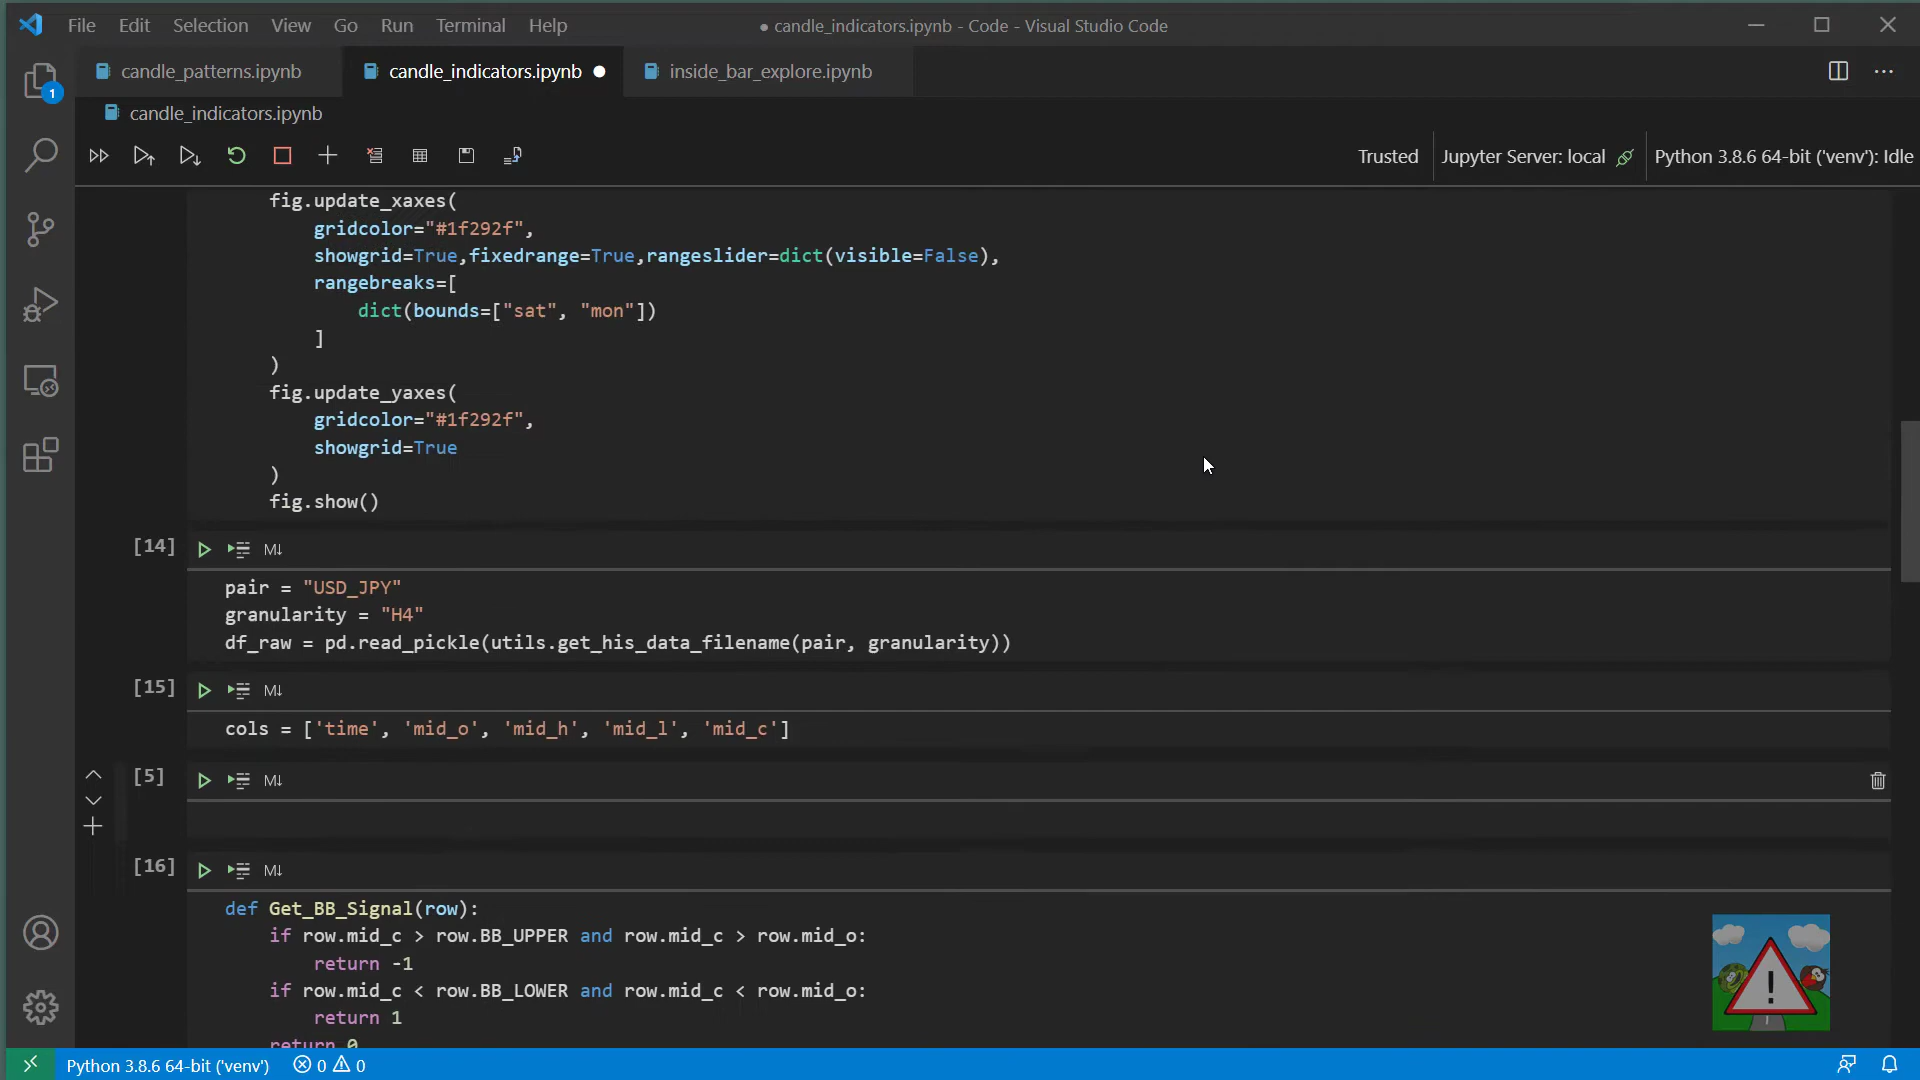 File Edit Selection View Go Run Terminal Help
● candle_indicators.ipynb - Code - Visual Studio Code
candle_patterns.ipynb
candle_indicators.ipynb ●
inside_bar_explore.ipynb
1
candle_indicators.ipynb
Trusted
Jupyter Server: local
Python 3.8.6 64-bit ('venv'): Idle
fig.update_xaxes(
gridcolor="#1f292f",
showgrid=True,fixedrange=True,rangeslider=dict(visible=False),
rangebreaks=[
dict(bounds=["sat", "mon"])
]
)
fig.update_yaxes(
gridcolor="#1f292f",
showgrid=True
)
fig.show()
[14] M↓
pair = "USD_JPY"
granularity = "H4"
df_raw = pd.read_pickle(utils.get_his_data_filename(pair, granularity))
[15] M↓
cols = ['time', 'mid_o', 'mid_h', 'mid_l', 'mid_c']
[5] M↓
[16] M↓
def Get_BB_Signal(row):
if row.mid_c > row.BB_UPPER and row.mid_c > row.mid_o:
return -1
if row.mid_c < row.BB_LOWER and row.mid_c < row.mid_o:
return 1
return 0
!
Python 3.8.6 64-bit ('venv') 0 0